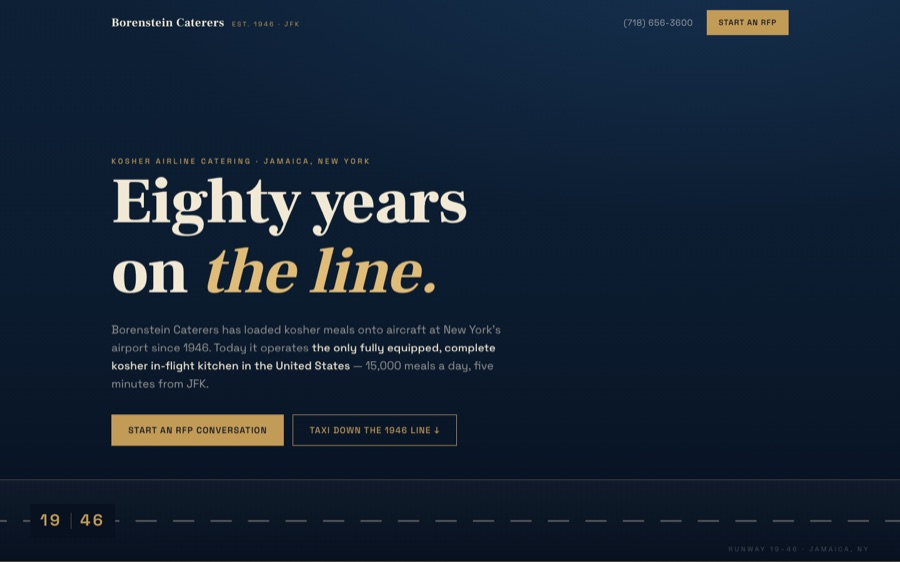 Borenstein Caterers EST. 1946 · JFK
(718) 656-3600
START AN RFP
KOSHER AIRLINE CATERING · JAMAICA, NEW YORK
Eighty years
on the line.
Borenstein Caterers has loaded kosher meals onto aircraft at New York's
airport since 1946. Today it operates the only fully equipped, complete
kosher in-flight kitchen in the United States — 15,000 meals a day, five
minutes from JFK.
START AN RFP CONVERSATION
TAXI DOWN THE 1946 LINE ↓
19 | 46
RUNWAY 19–46 · JAMAICA, NY